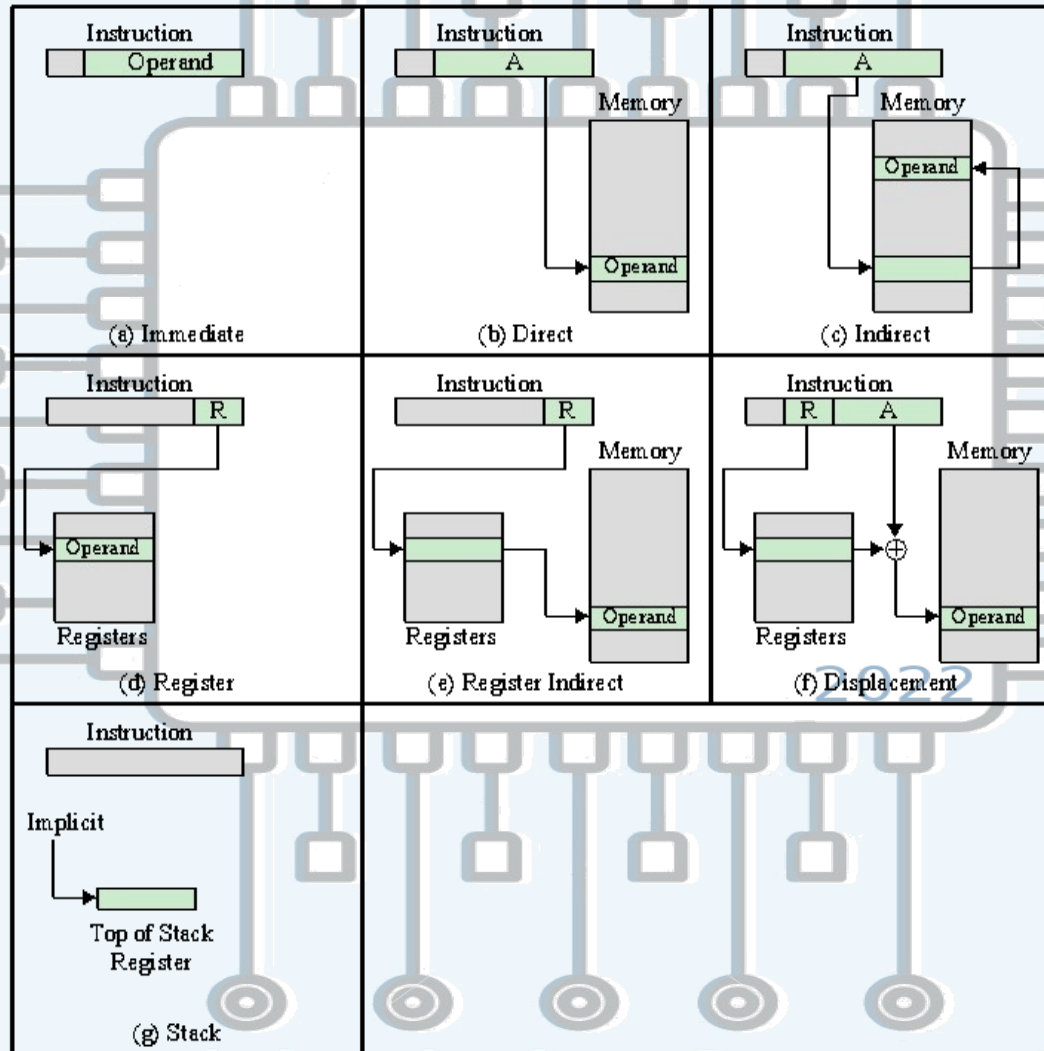 Instruction
Operand
(a) Immediate
Instruction
A
Memory
Operand
(b) Direct
Instruction
A
Memory
Operand
(c) Indirect
Instruction
R
Operand
Registers
(d) Register
Instruction
R
Memory
Operand
Registers
(e) Register Indirect
Instruction
R A
Memory
Operand
Registers
2022
(f) Displacement
Instruction
Implicit
Top of Stack
Register
(g) Stack